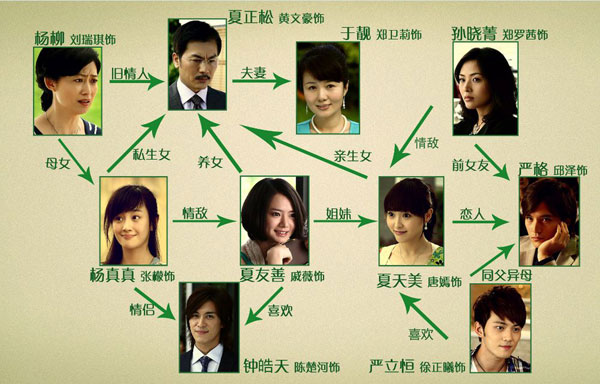 夏正松 黄文豪饰
杨柳 刘瑞琪饰
于靓 郑卫莉饰
孙晓菁 郑罗茜饰
旧情人
夫妻
母女
私生女
养女
亲生女
情敌
前女友
严格 邱泽饰
情敌
姐妹
恋人
杨真真 张檬饰
夏友善 戚薇饰
夏天美 唐嫣饰
同父异母
情侣
喜欢
喜欢
钟皓天 陈楚河饰
严立恒 徐正曦饰